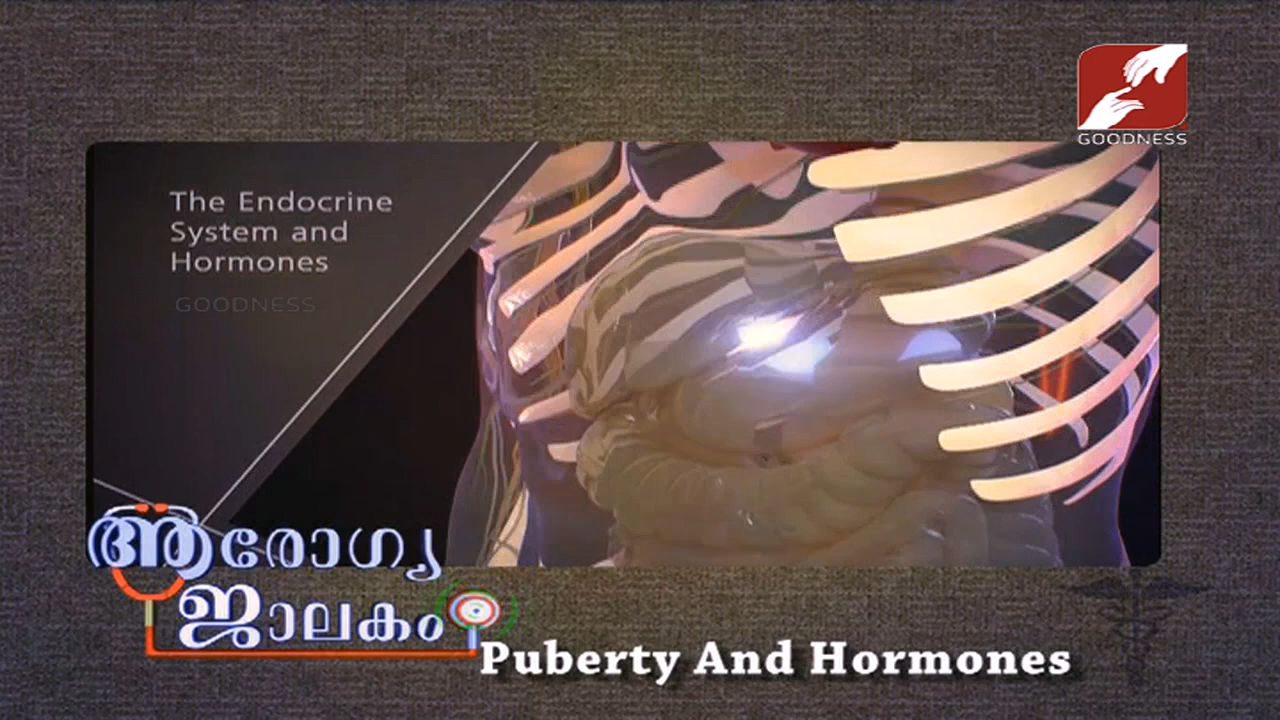 GOODNESS
The Endocrine
System and
Hormones
GOODNESS
ആരോഗ്യ
ജാലകം
Puberty And Hormones